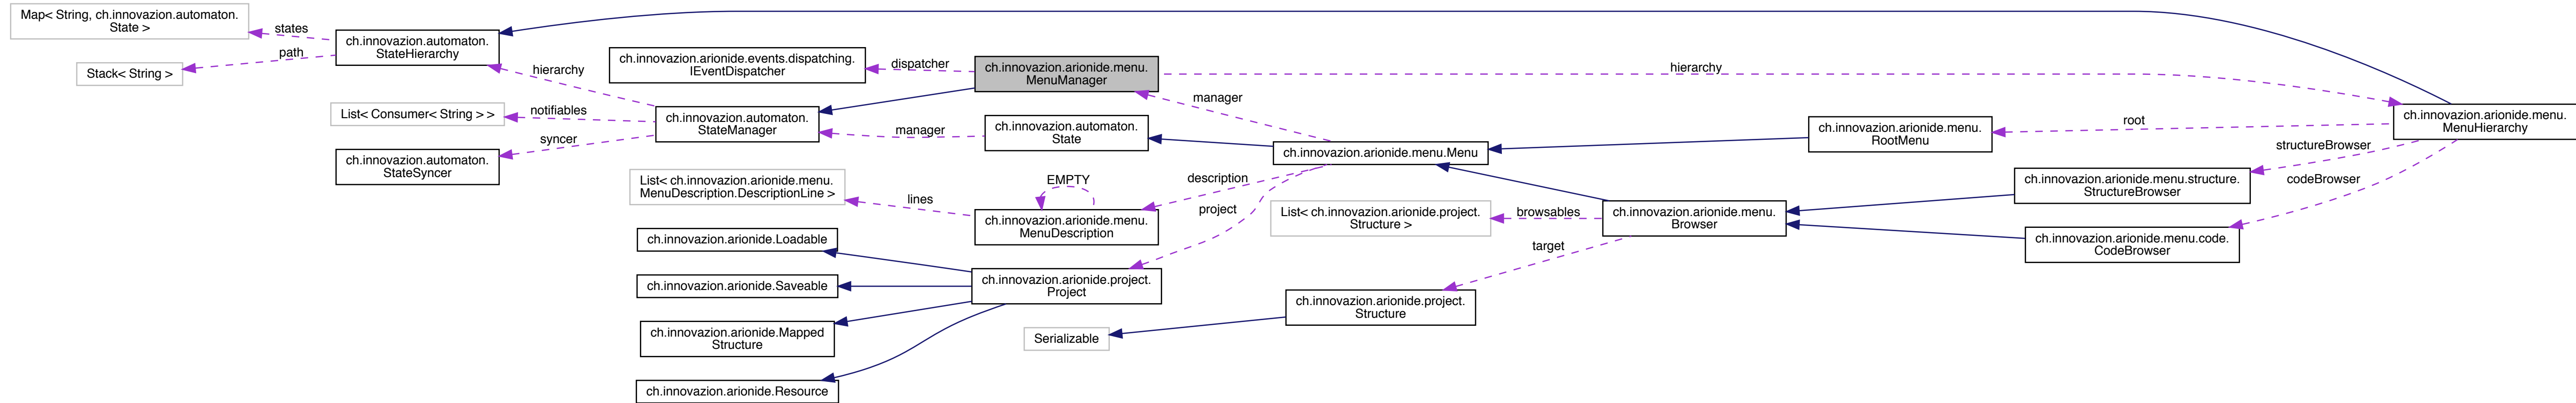 Map< String, ch.innovazion.automaton.
State >
states
path
Stack< String >
ch.innovazion.automaton.
StateHierarchy
hierarchy
List< Consumer< String > >
notifiables
syncer
ch.innovazion.automaton.
StateSyncer
ch.innovazion.arionide.events.dispatching.
IEventDispatcher
dispatcher
ch.innovazion.automaton.
StateManager
manager
List< ch.innovazion.arionide.menu.
MenuDescription.DescriptionLine >
lines
ch.innovazion.arionide.Loadable
ch.innovazion.arionide.Saveable
ch.innovazion.arionide.Mapped
Structure
ch.innovazion.arionide.Resource
ch.innovazion.arionide.menu.
MenuManager
ch.innovazion.automaton.
State
EMPTY
ch.innovazion.arionide.menu.
MenuDescription
ch.innovazion.arionide.project.
Project
Serializable
manager
description
project
ch.innovazion.arionide.menu.Menu
List< ch.innovazion.arionide.project.
Structure >
browsables
target
ch.innovazion.arionide.project.
Structure
hierarchy
ch.innovazion.arionide.menu.
Browser
ch.innovazion.arionide.menu.
RootMenu
root
structureBrowser
codeBrowser
ch.innovazion.arionide.menu.structure.
StructureBrowser
ch.innovazion.arionide.menu.code.
CodeBrowser
ch.innovazion.arionide.menu.
MenuHierarchy